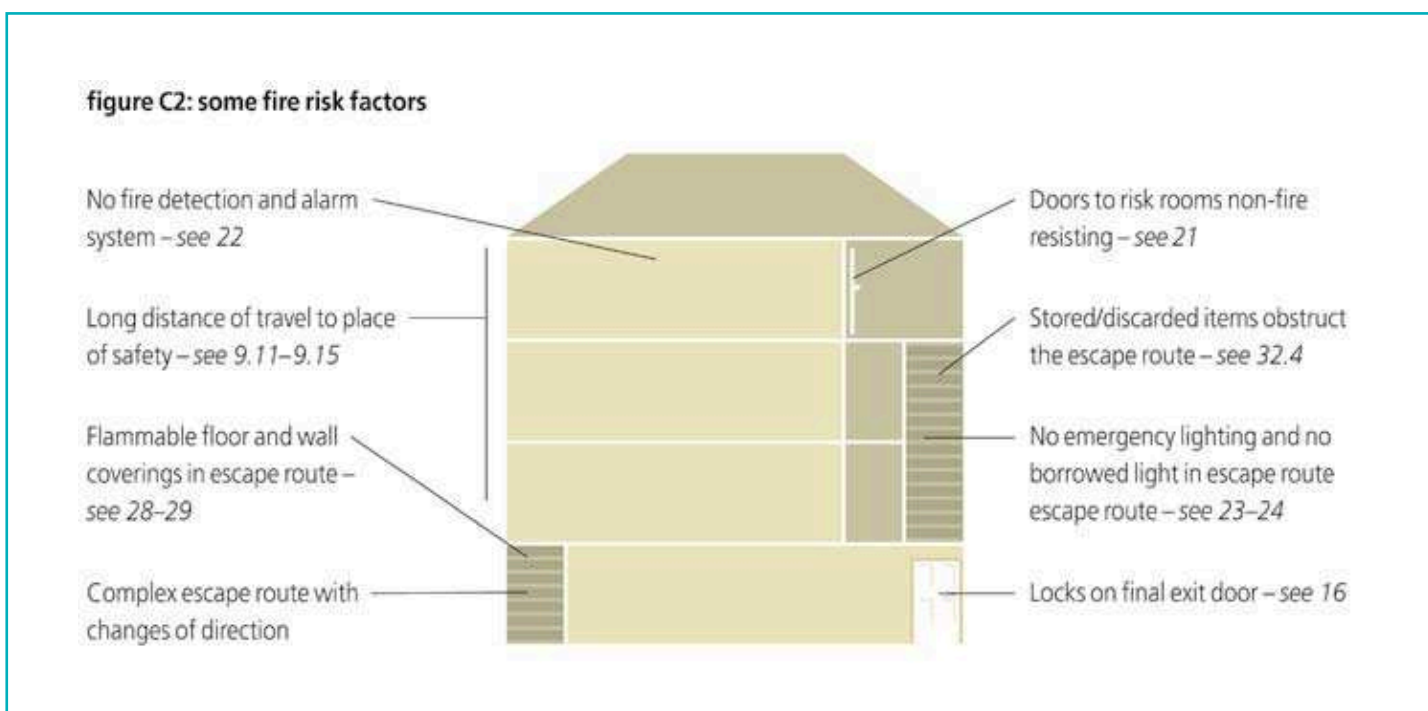 figure C2: some fire risk factors
No fire detection and alarm
system – see 22
Long distance of travel to place
of safety – see 9.11–9.15
Flammable floor and wall
coverings in escape route –
see 28–29
Complex escape route with
changes of direction
Doors to risk rooms non-fire
resisting – see 21
Stored/discarded items obstruct
the escape route – see 32.4
No emergency lighting and no
borrowed light in escape route
escape route – see 23–24
Locks on final exit door – see 16